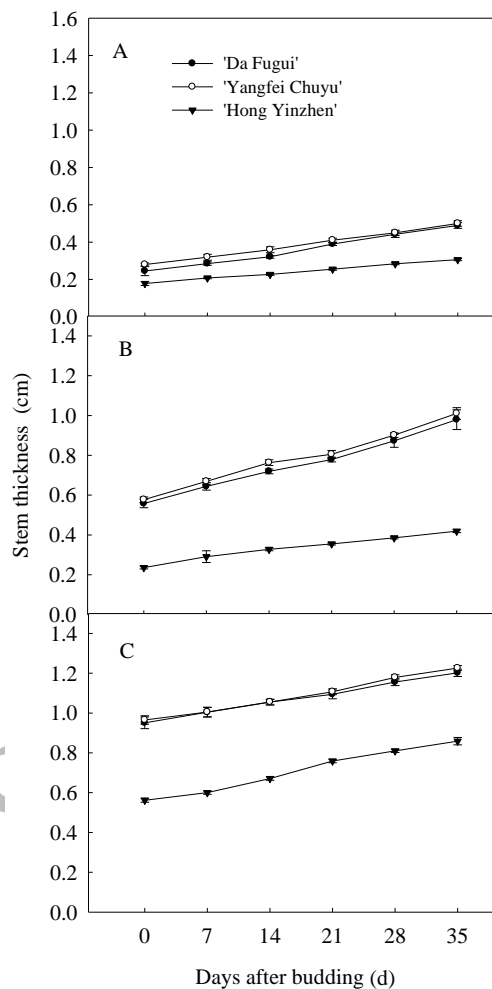 1.6
A
1.4
'Da Fugui'
'Yangfei Chuyu'
1.2
'Hong Yinzhen'
1.0
0.8
0.6
0.4
0.2
0.0
B
1.4
1.2
1.0
0.8
0.6
0.4
0.2
0.0
Stem thickness (cm)
C
1.4
1.2
1.0
0.8
0.6
0.4
0.2
0.0
0 7 14 21 28 35
Days after budding (d)